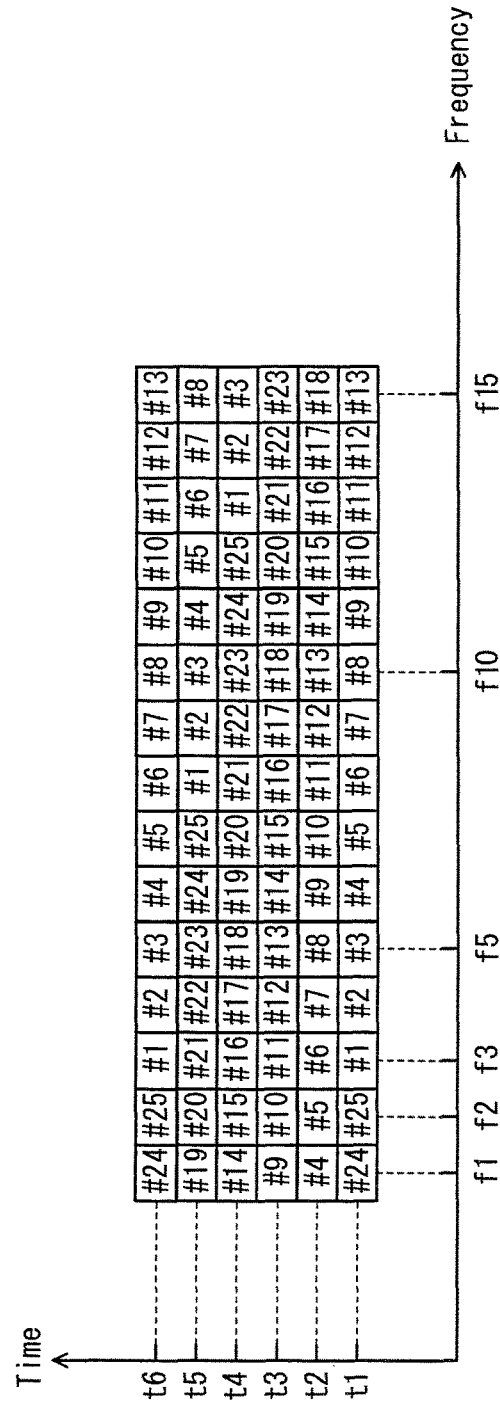 Time
t6 #24 #25 #1 #2 #3 #4 #5 #6 #7 #8 #9 #10 #11 #12 #13
t5 #19 #20 #21 #22 #23 #24 #25 #1 #2 #3 #4 #5 #6 #7 #8
t4 #14 #15 #16 #17 #18 #19 #20 #21 #22 #23 #24 #25 #1 #2 #3
t3 #9 #10 #11 #12 #13 #14 #15 #16 #17 #18 #19 #20 #21 #22 #23
t2 #4 #5 #6 #7 #8 #9 #10 #11 #12 #13 #14 #15 #16 #17 #18
t1 #24 #25 #1 #2 #3 #4 #5 #6 #7 #8 #9 #10 #11 #12 #13
Frequency
f1 f2 f3 f5 f10 f15